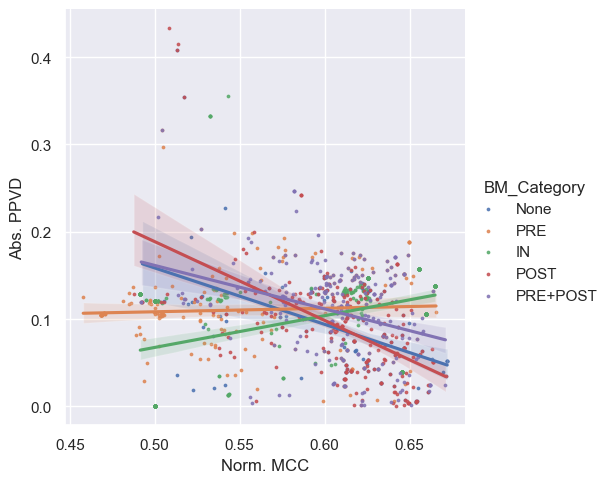 0.4
0.3
0.2
0.1
0.0
Abs. PPVD
0.45
0.50
0.55
0.60
0.65
Norm. MCC
BM_Category
None
PRE
IN
POST
PRE+POST